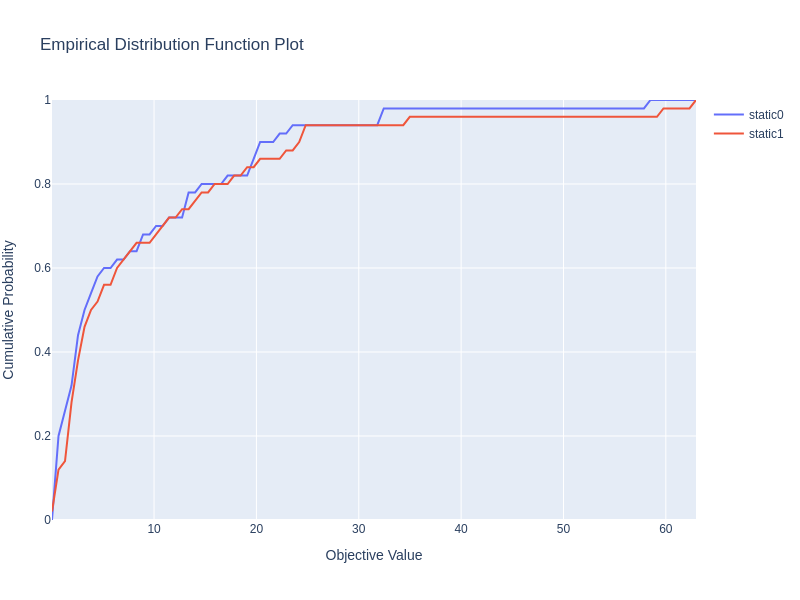 Empirical Distribution Function Plot
1
0.8
0.6
0.4
0.2
0
Cumulative Probability
10 20 30 40 50 60
Objective Value
static0
static1